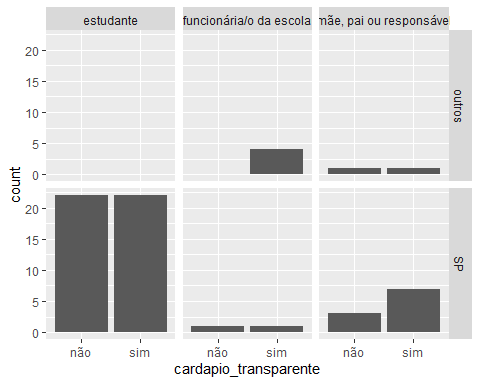 estudante
funcionária/o da escola
mãe, pai ou responsáve
outros
SP
count
20
15
10
5
0
20
15
10
5
0
não
sim
não
sim
não
sim
cardapio_transparente